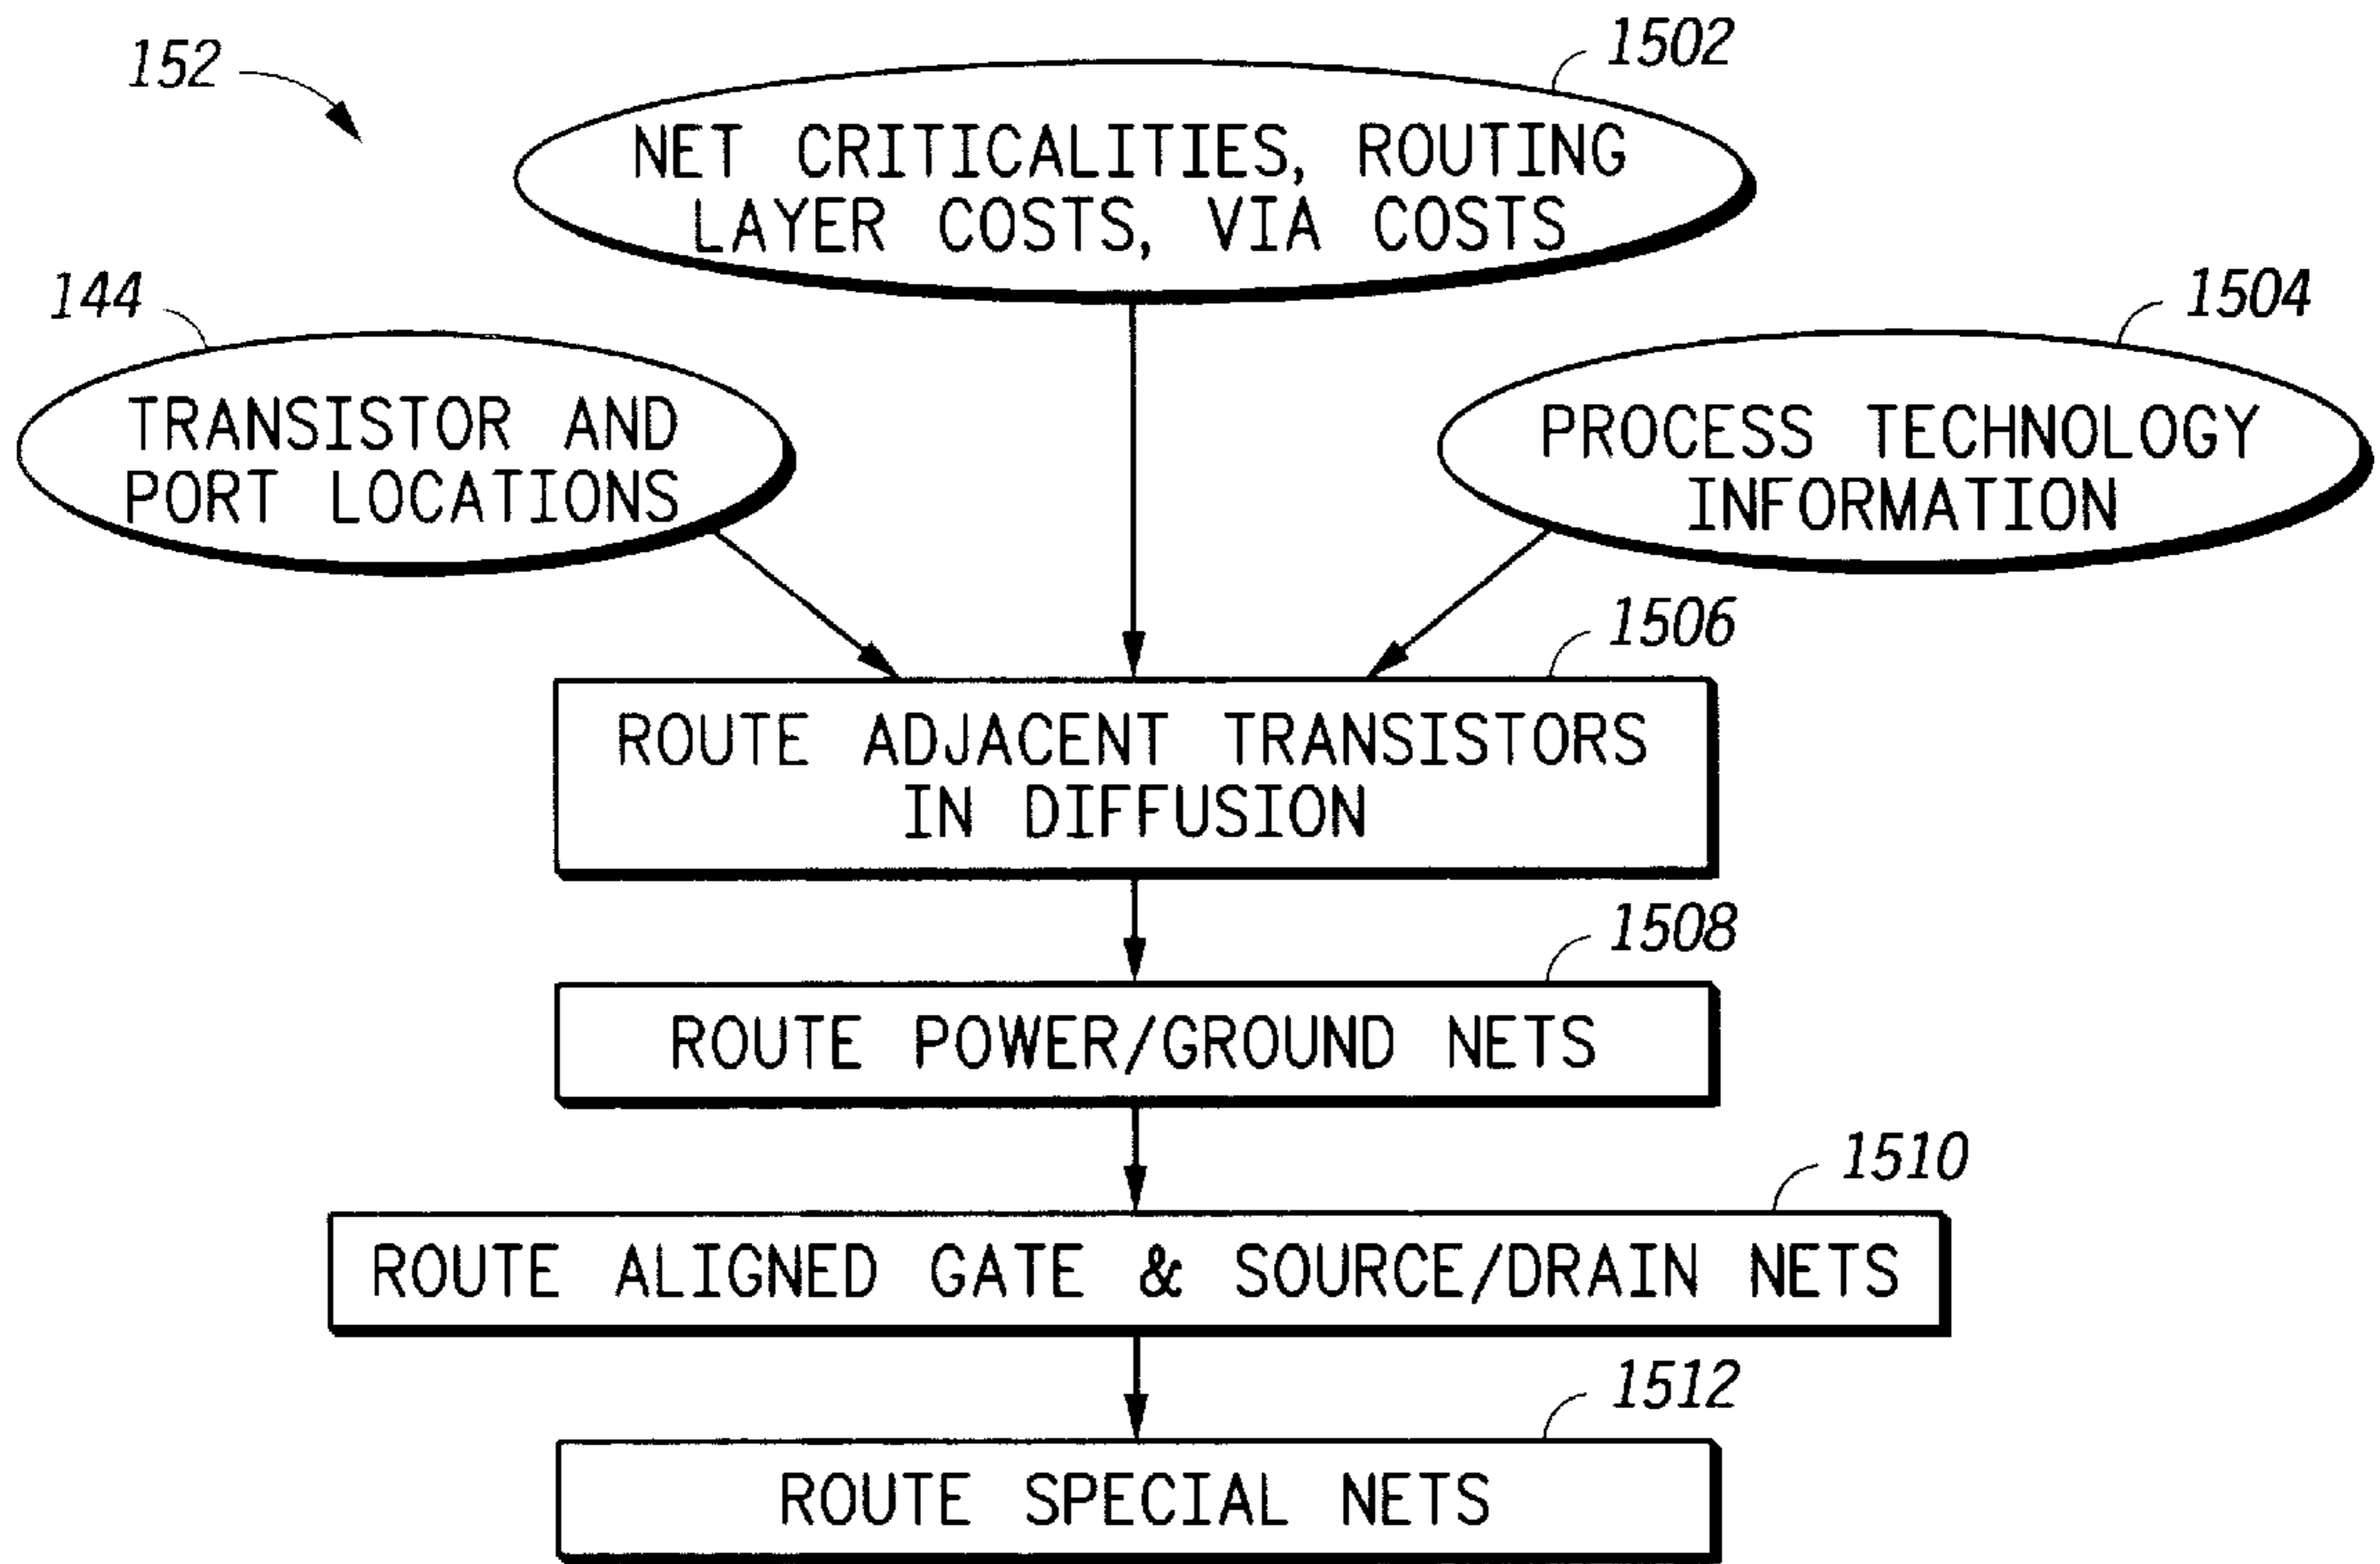 152
1502
NET CRITICALITIES, ROUTING
LAYER COSTS, VIA COSTS
144
TRANSISTOR AND
PORT LOCATIONS
1504
PROCESS TECHNOLOGY
INFORMATION
1506
ROUTE ADJACENT TRANSISTORS
IN DIFFUSION
1508
ROUTE POWER/GROUND NETS
1510
ROUTE ALIGNED GATE & SOURCE/DRAIN NETS
1512
ROUTE SPECIAL NETS